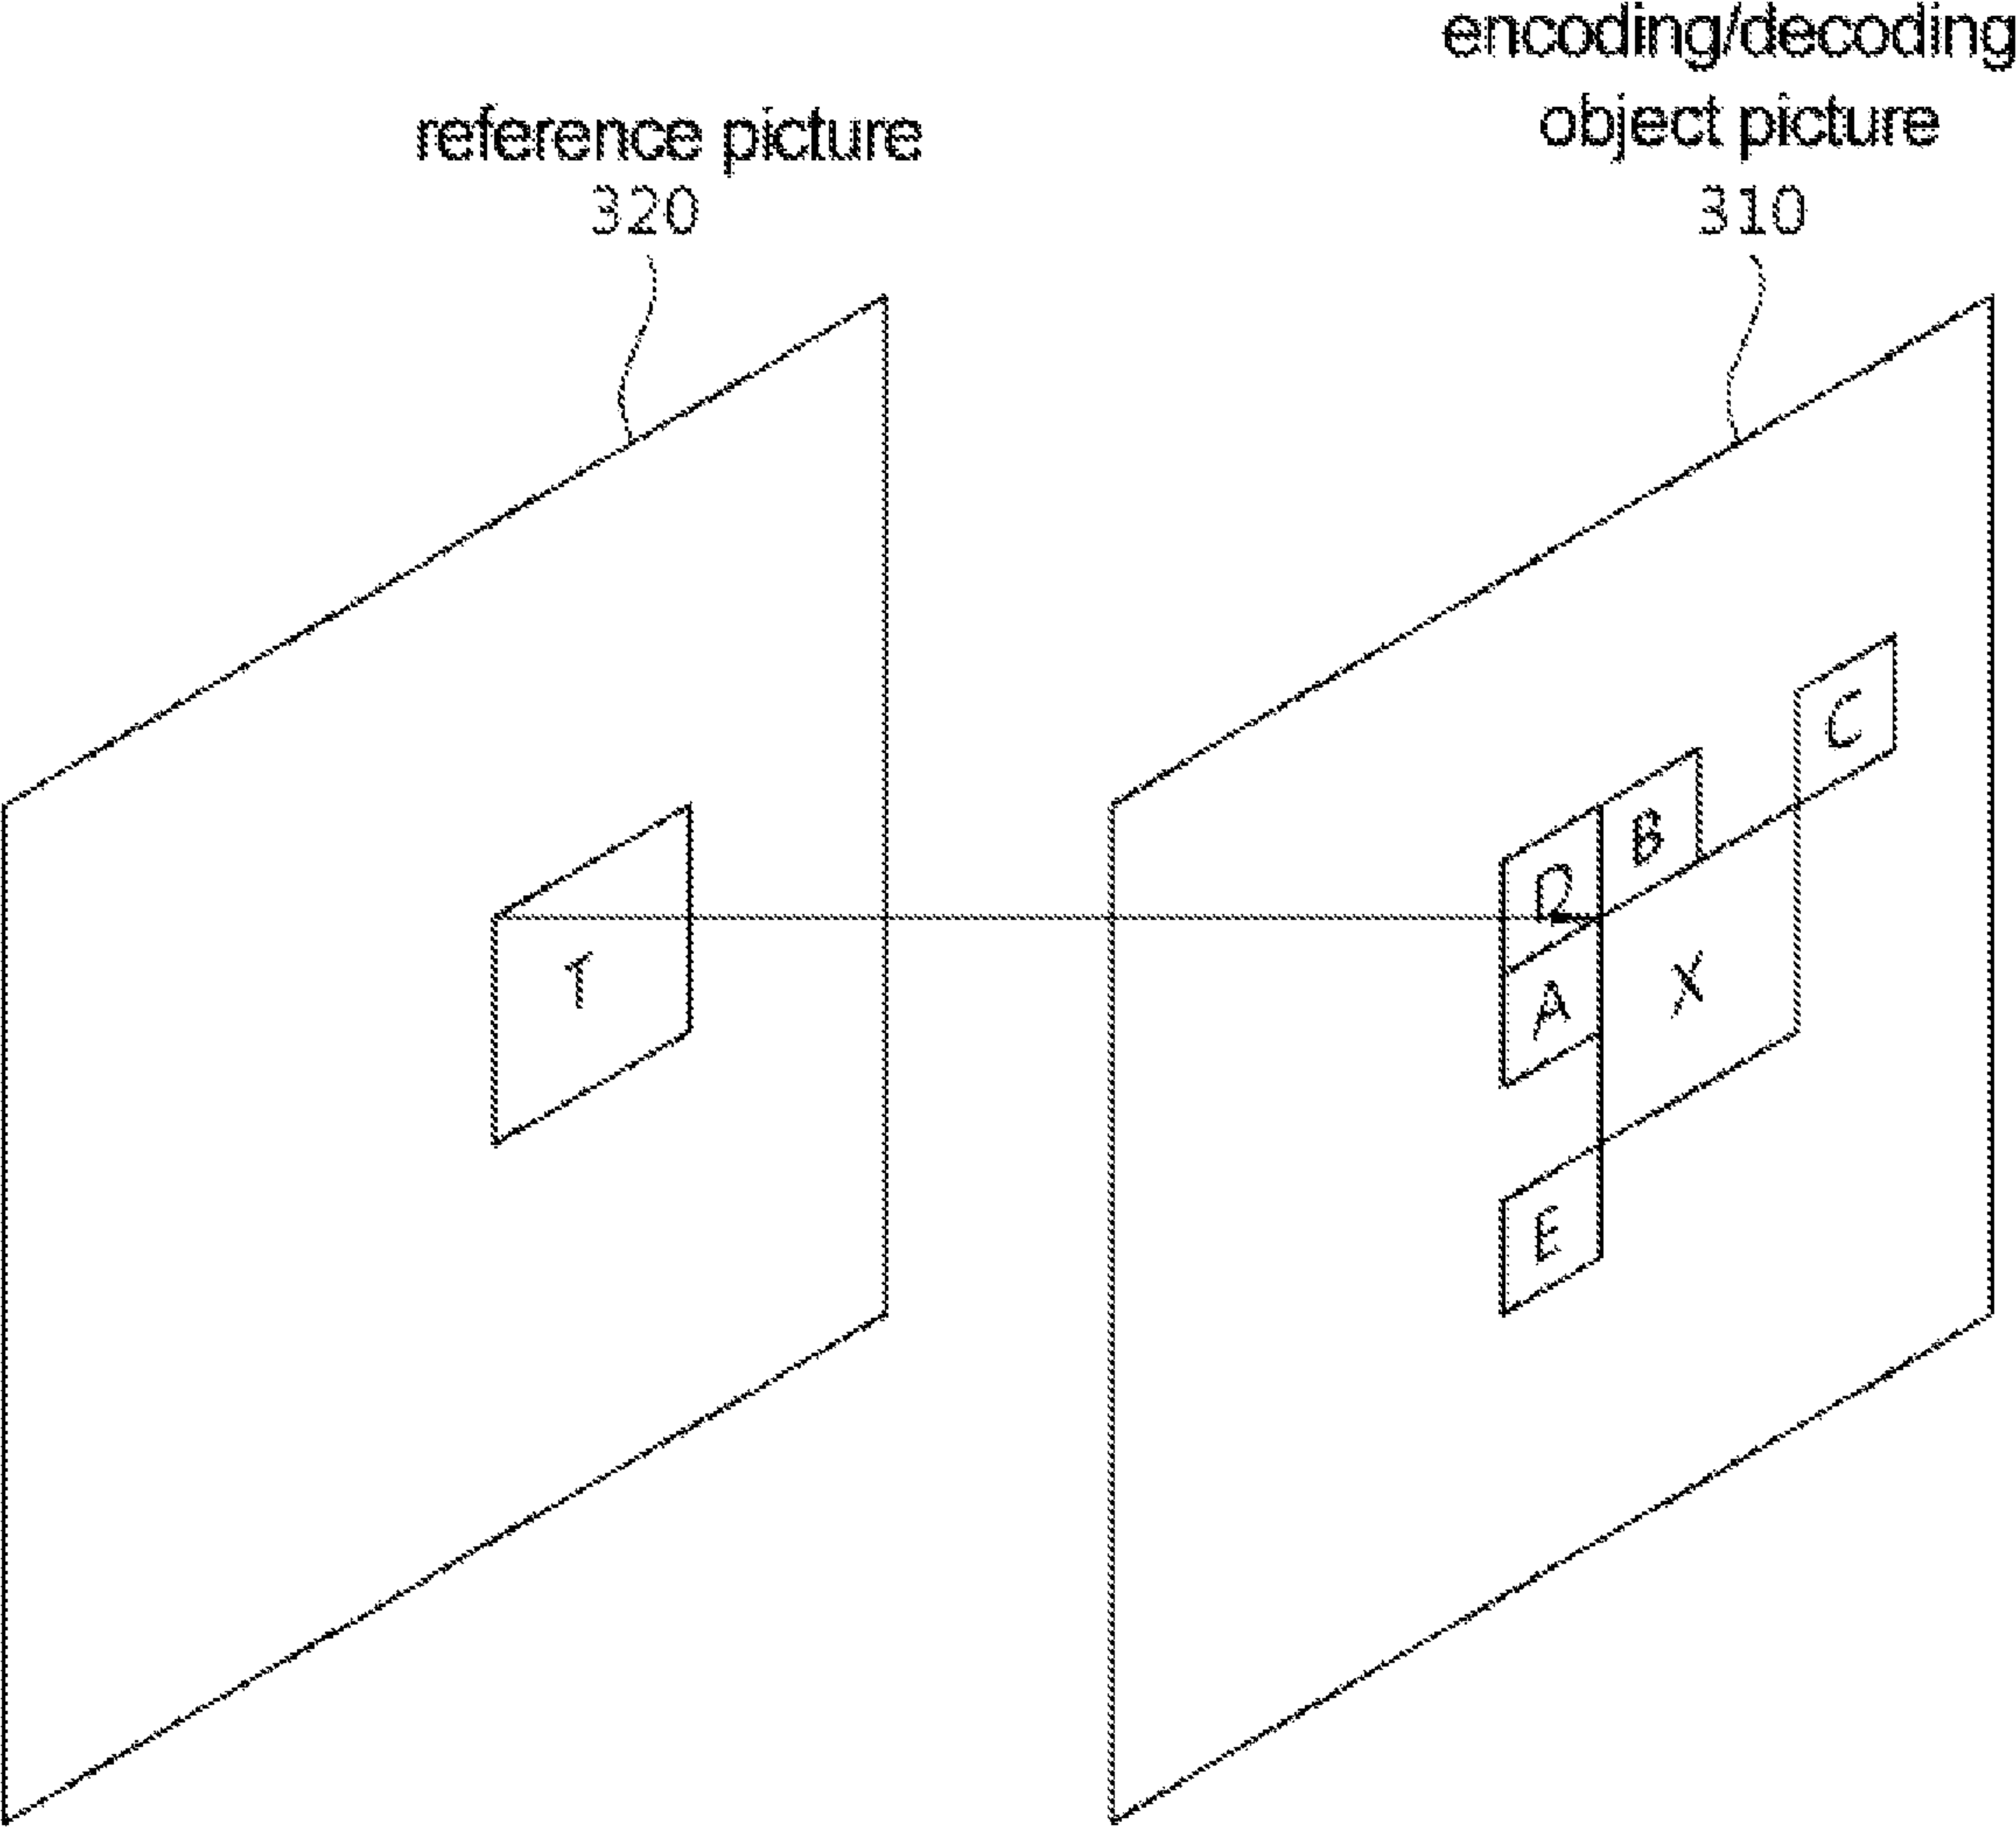 encoding/decoding
reference picture
object picture
320
310
C
B
D
T
A
X
E